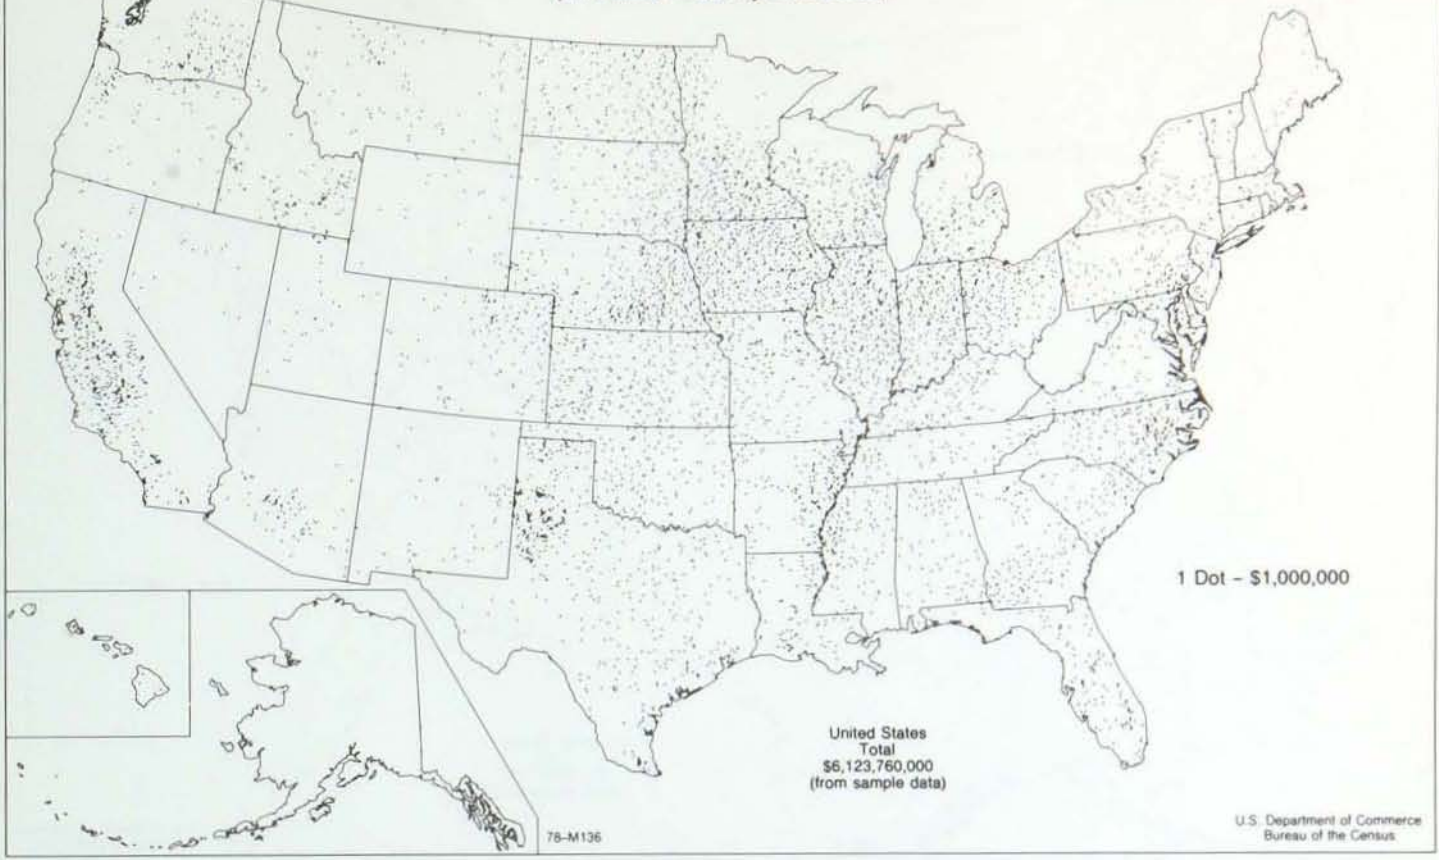 1 Dot – $1,000,000
United States
Total
$6,123,760,000
(from sample data)
78–M136
U.S. Department of Commerce
Bureau of the Census